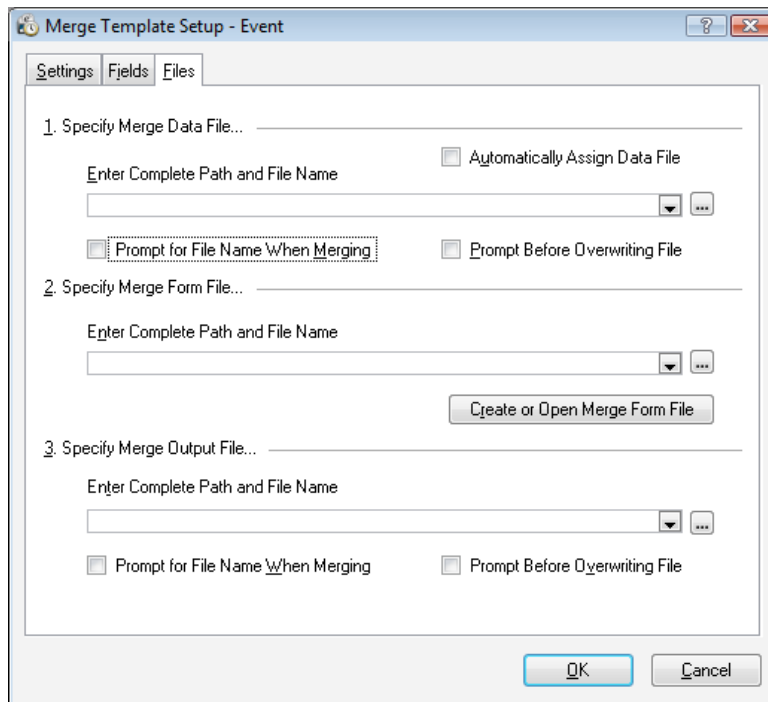 Merge Template Setup - Event
Settings Fields Files
1. Specify Merge Data File...
Automatically Assign Data File
Enter Complete Path and File Name
...
Prompt for File Name When Merging Prompt Before Overwriting File
2. Specify Merge Form File...
Enter Complete Path and File Name
...
Create or Open Merge Form File
3. Specify Merge Output File...
Enter Complete Path and File Name
...
Prompt for File Name When Merging Prompt Before Overwriting File
OK Cancel